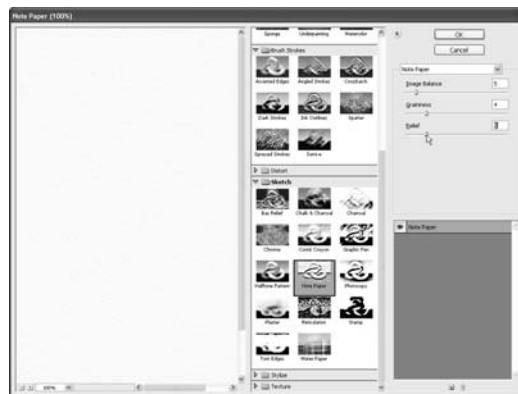 Note Paper (100%)
Sponge Underpainting Watercolor
Brush Strokes
Accented Edges Angled Strokes Crosshatch
Dark Strokes Ink Outlines Spatter
Sprayed Strokes Sumi-e
Distort
Sketch
Bas Relief Chalk & Charcoal Charcoal
Chrome Conté Crayon Graphic Pen
Halftone Pattern Note Paper Photocopy
Plaster Reticulation Stamp
Torn Edges Water Paper
Stylize
Texture
100%
OK
Cancel
Note Paper
Image Balance 5
Graininess 4
Relief
Note Paper